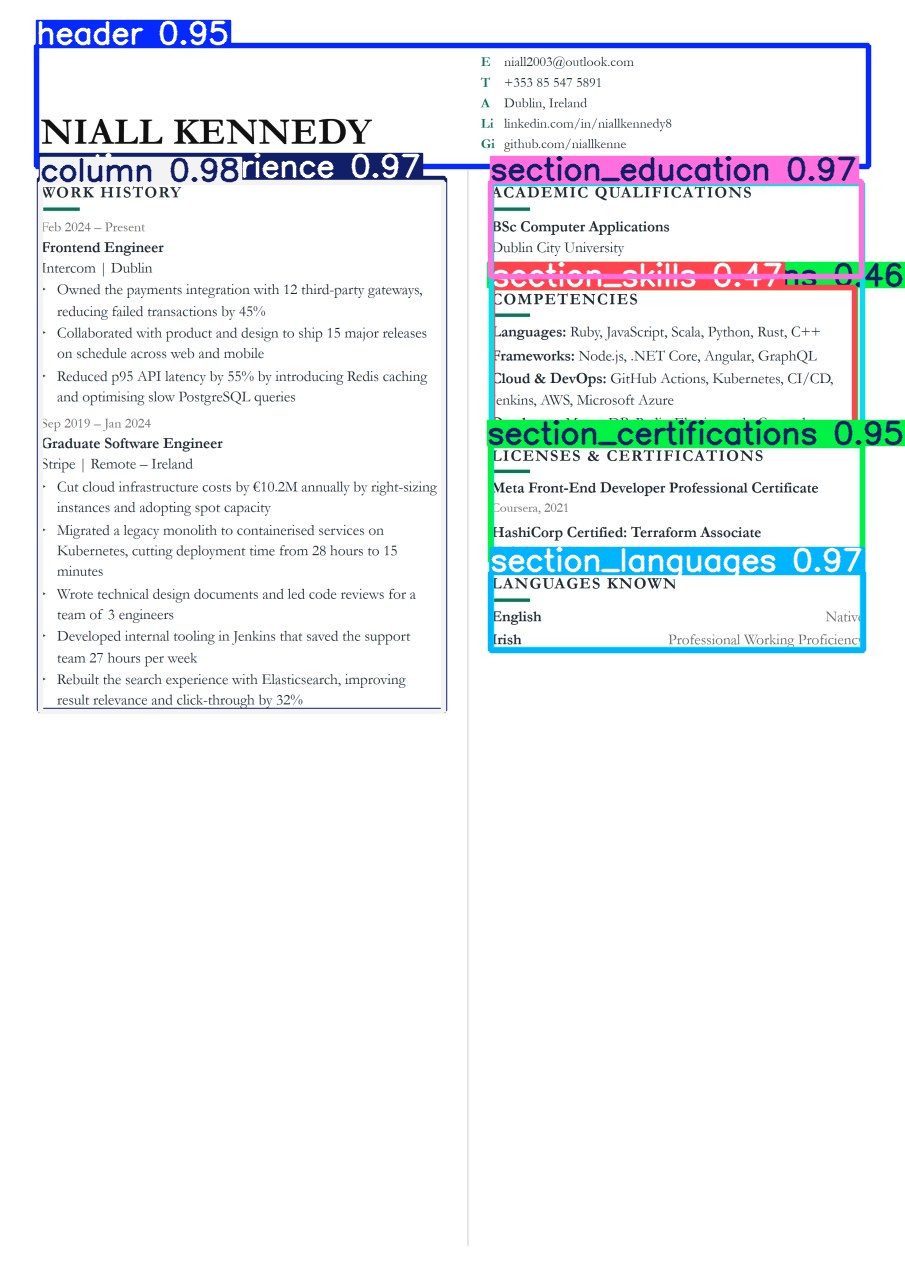 header 0.95
NIALL KENNEDY
E niall2003@outlook.com
T +353 85 547 5891
A Dublin, Ireland
Li linkedin.com/in/niallkennedy8
Gi github.com/niallkenne
column 0.98
rience 0.97
WORK HISTORY
Feb 2024 – Present
Frontend Engineer
Intercom | Dublin
· Owned the payments integration with 12 third-party gateways,
reducing failed transactions by 45%
· Collaborated with product and design to ship 15 major releases
on schedule across web and mobile
· Reduced p95 API latency by 55% by introducing Redis caching
and optimising slow PostgreSQL queries
Sep 2019 – Jan 2024
Graduate Software Engineer
Stripe | Remote – Ireland
· Cut cloud infrastructure costs by €10.2M annually by right-sizing
instances and adopting spot capacity
· Migrated a legacy monolith to containerised services on
Kubernetes, cutting deployment time from 28 hours to 15
minutes
· Wrote technical design documents and led code reviews for a
team of 3 engineers
· Developed internal tooling in Jenkins that saved the support
team 27 hours per week
· Rebuilt the search experience with Elasticsearch, improving
result relevance and click-through by 32%
section_education 0.97
ACADEMIC QUALIFICATIONS
BSc Computer Applications
Dublin City University
section_skills 0.47
ns 0.46
COMPETENCIES
Languages: Ruby, JavaScript, Scala, Python, Rust, C++
Frameworks: Node.js, .NET Core, Angular, GraphQL
Cloud & DevOps: GitHub Actions, Kubernetes, CI/CD,
Jenkins, AWS, Microsoft Azure
section_certifications 0.95
LICENSES & CERTIFICATIONS
Meta Front-End Developer Professional Certificate
Coursera, 2021
HashiCorp Certified: Terraform Associate
section_languages 0.97
LANGUAGES KNOWN
English Native
Irish Professional Working Proficiency